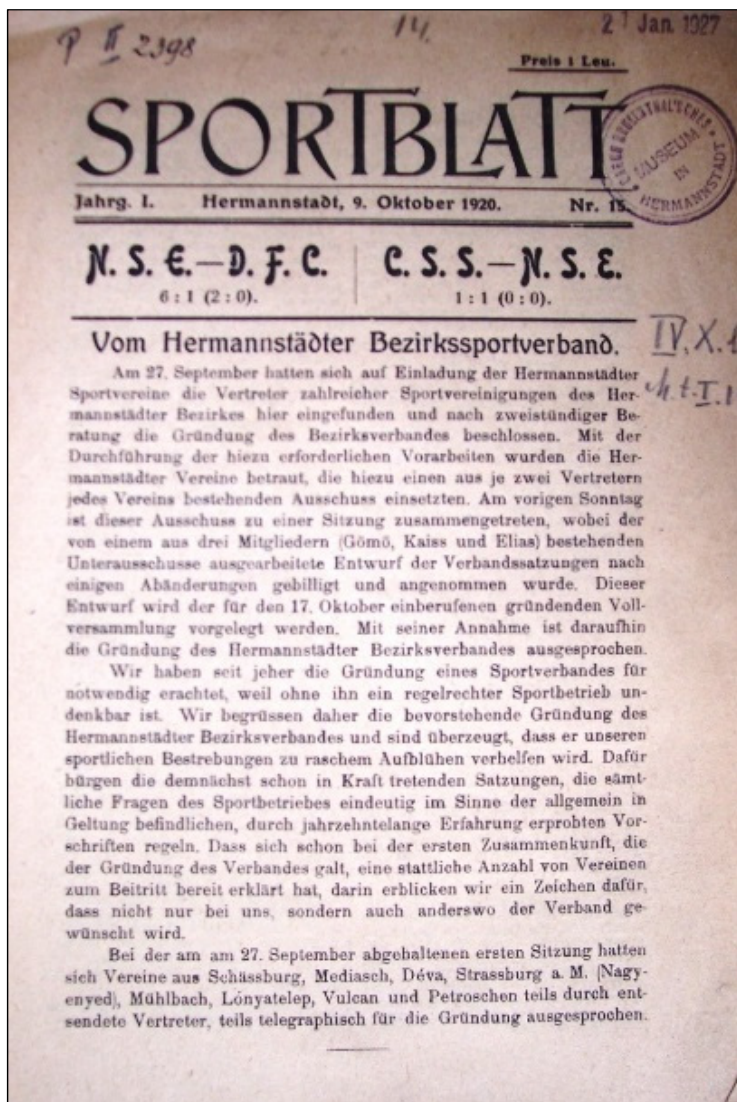 P II 2398
14.
21 Jan. 1927
Preis 1 Leu.
SPORTBLATT
MUSEUM
IN
HERMANNSTADT
Jahrg. I. Hermannstadt, 9. Oktober 1920. Nr. 15.
N. S. E.—D. F. C.
6 : 1 (2 : 0).
C. S. S.—N. S. E.
1 : 1 (0 : 0).
IV. X. 1
Vom Hermannstädter Bezirkssportverband.
Am 27. September hatten sich auf Einladung der Hermannstädter
Sportvereine die Vertreter zahlreicher Sportvereinigungen des Her-
mannstädter Bezirkes hier eingefunden und nach zweistündiger Be-
ratung die Gründung des Bezirksverbandes beschlossen. Mit der
Durchführung der hiezu erforderlichen Vorarbeiten wurden die Her-
mannstädter Vereine betraut, die hiezu einen aus je zwei Vertretern
jedes Vereins bestehenden Ausschuss einsetzten. Am vorigen Sonntag
ist dieser Ausschuss zu einer Sitzung zusammengetreten, wobei der
von einem aus drei Mitgliedern (Gömö, Kaiss und Elias) bestehenden
Unterausschusse ausgearbeitete Entwurf der Verbandssatzungen nach
einigen Abänderungen gebilligt und angenommen wurde. Dieser
Entwurf wird der für den 17. Oktober einberufenen gründenden Voll-
versammlung vorgelegt werden. Mit seiner Annahme ist daraufhin
die Gründung des Hermannstädter Bezirksverbandes ausgesprochen.
Wir haben seit jeher die Gründung eines Sportverbandes für
notwendig erachtet, weil ohne ihn ein regelrechter Sportbetrieb un-
denkbar ist. Wir begrüssen daher die bevorstehende Gründung des
Hermannstädter Bezirksverbandes und sind überzeugt, dass er unseren
sportlichen Bestrebungen zu raschem Aufblühen verhelfen wird. Dafür
bürgen die demnächst schon in Kraft tretenden Satzungen, die sämt-
liche Fragen des Sportbetriebes eindeutig im Sinne der allgemein in
Geltung befindlichen, durch jahrzehntelange Erfahrung erprobten Vor-
schriften regeln. Dass sich schon bei der ersten Zusammenkunft, die
der Gründung des Verbandes galt, eine stattliche Anzahl von Vereinen
zum Beitritt bereit erklärt hat, darin erblicken wir ein Zeichen dafür,
dass nicht nur bei uns, sondern auch anderswo der Verband ge-
wünscht wird.
Bei der am am 27. September abgehaltenen ersten Sitzung hatten
sich Vereine aus Schässburg, Mediasch, Déva, Strassburg a. M. (Nagy-
enyed), Mühlbach, Lónyatelep, Vulcan und Petroschen teils durch ent-
sendete Vertreter, teils telegraphisch für die Gründung ausgesprochen.